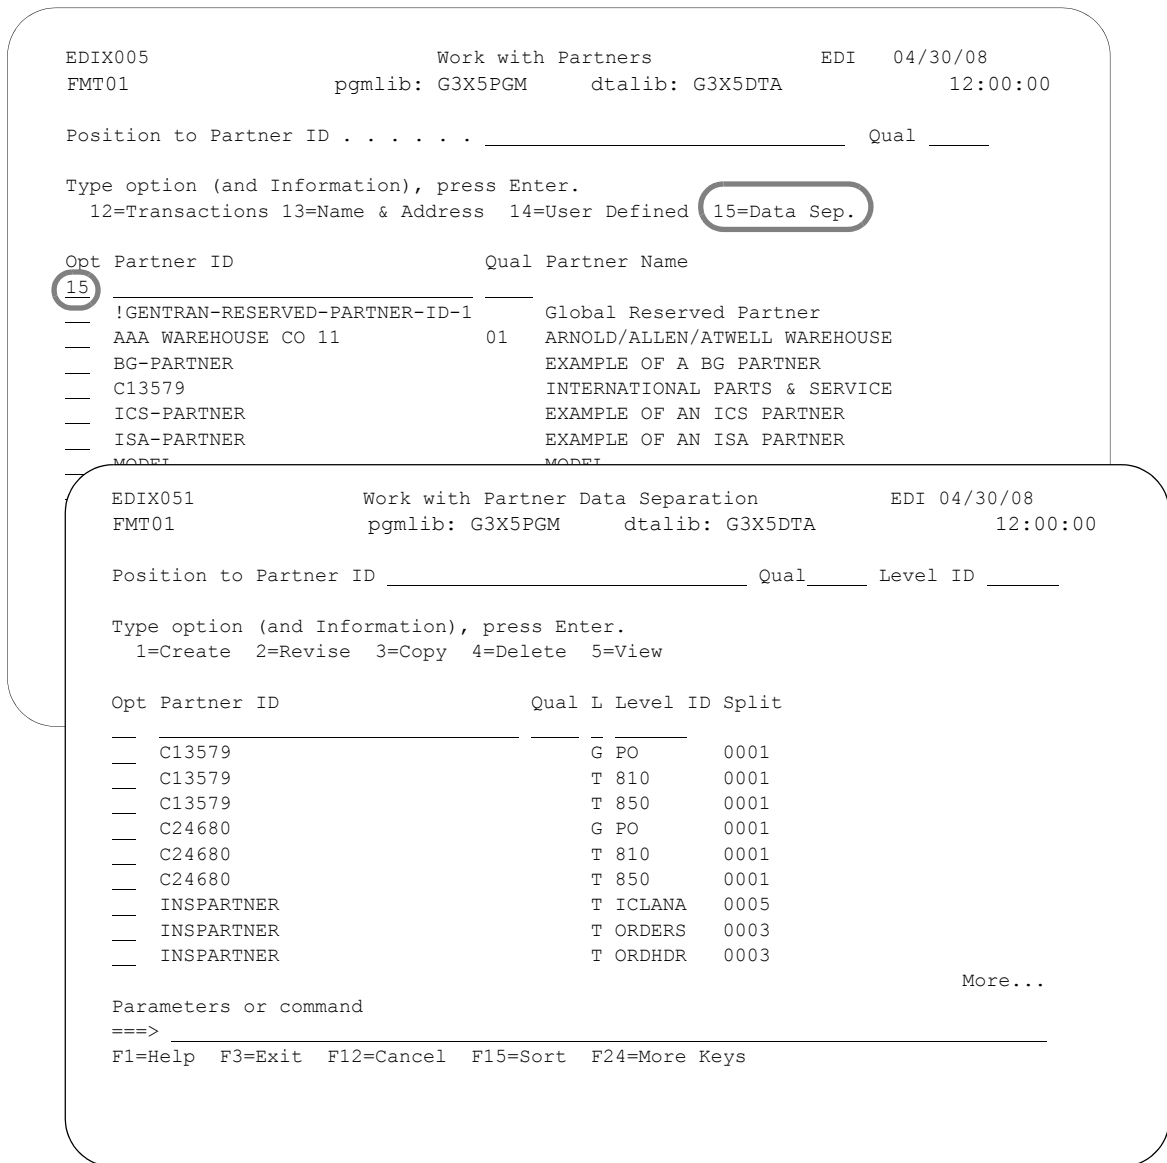 EDIX005 Work with Partners EDI 04/30/08
FMT01 pgmlib: G3X5PGM dtalib: G3X5DTA 12:00:00
Position to Partner ID . . . . . . Qual
Type option (and Information), press Enter.
12=Transactions 13=Name & Address 14=User Defined 15=Data Sep.
Opt Partner ID Qual Partner Name
15
!GENTRAN-RESERVED-PARTNER-ID-1 Global Reserved Partner
AAA WAREHOUSE CO 11 01 ARNOLD/ALLEN/ATWELL WAREHOUSE
BG-PARTNER EXAMPLE OF A BG PARTNER
C13579 INTERNATIONAL PARTS & SERVICE
ICS-PARTNER EXAMPLE OF AN ICS PARTNER
ISA-PARTNER EXAMPLE OF AN ISA PARTNER
MODEL MODEL
EDIX051 Work with Partner Data Separation EDI 04/30/08
FMT01 pgmlib: G3X5PGM dtalib: G3X5DTA 12:00:00
Position to Partner ID Qual Level ID
Type option (and Information), press Enter.
1=Create 2=Revise 3=Copy 4=Delete 5=View
Opt Partner ID Qual L Level ID Split
C13579 G PO 0001
C13579 T 810 0001
C13579 T 850 0001
C24680 G PO 0001
C24680 T 810 0001
C24680 T 850 0001
INSPARTNER T ICLANA 0005
INSPARTNER T ORDERS 0003
INSPARTNER T ORDHDR 0003
More...
Parameters or command
===>
F1=Help F3=Exit F12=Cancel F15=Sort F24=More Keys